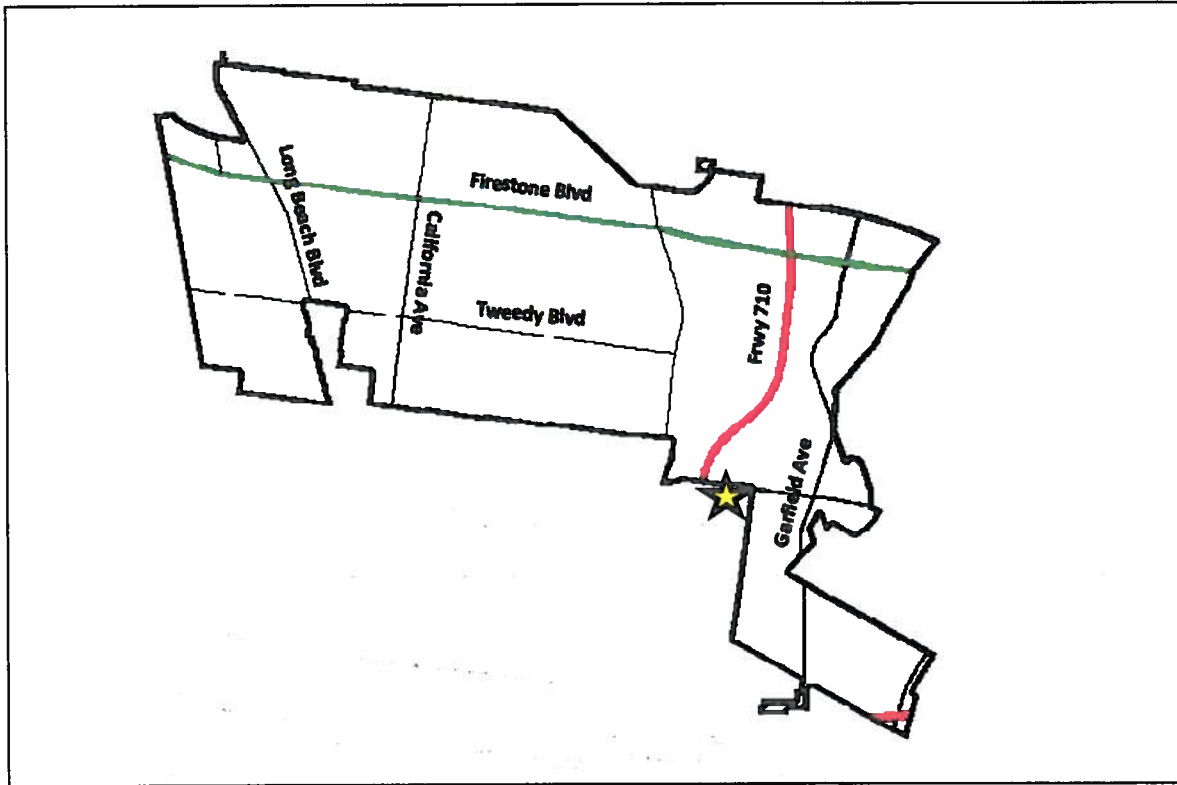 Firestone Blvd
Long Beach Blvd
California Ave
Tweedy Blvd
Frwy 710
Garfield Ave